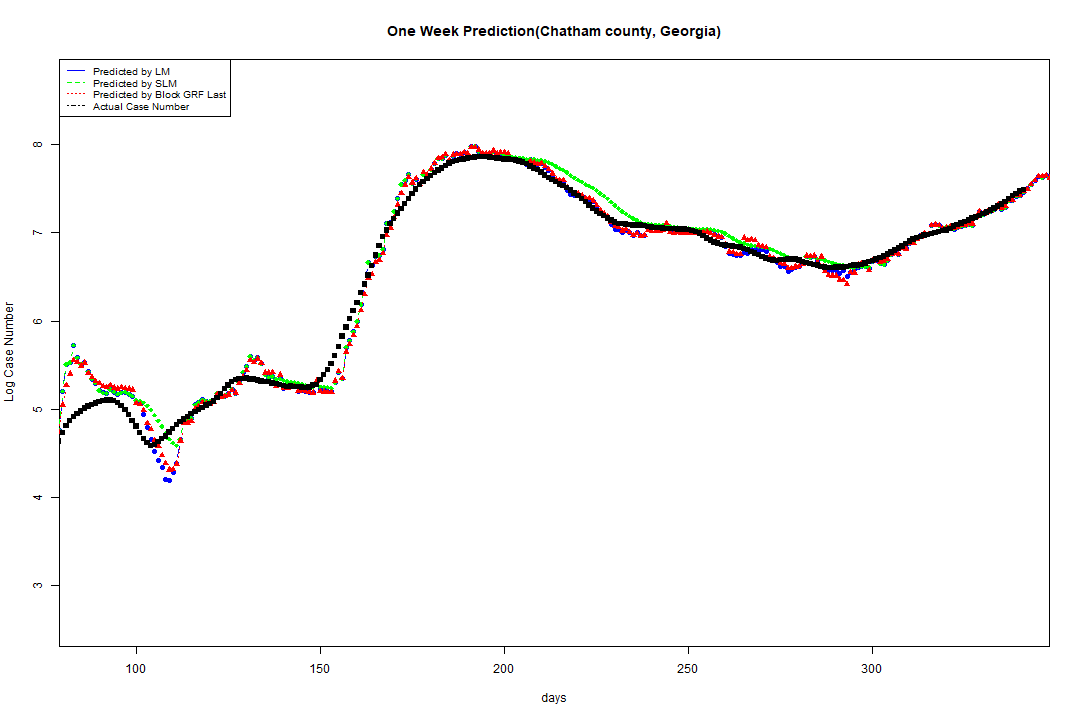 One Week Prediction(Chatham county, Georgia)
Predicted by LM
Predicted by SLM
Predicted by Block GRF Last
Actual Case Number
Log Case Number
8
7
6
5
4
3
100 150 200 250 300
days